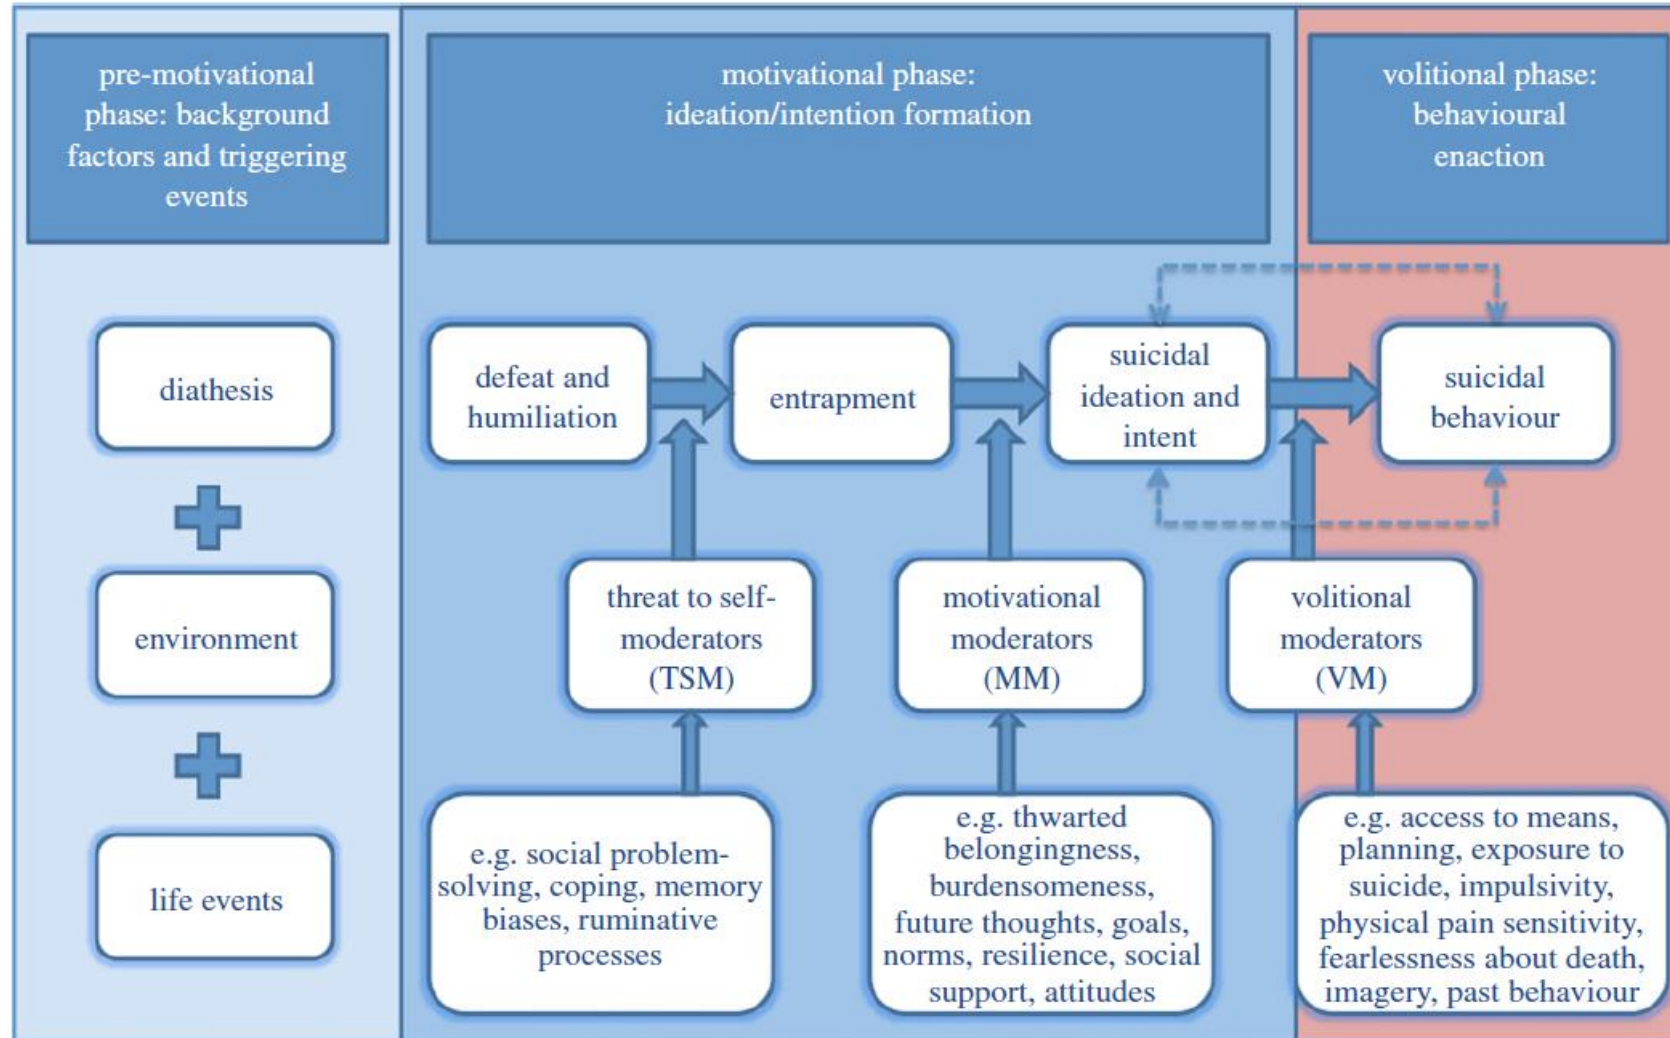 pre-motivational
phase: background
factors and triggering
events
motivational phase:
ideation/intention formation
volitional phase:
behavioural
enaction
diathesis
environment
life events
defeat and
humiliation
entrapment
suicidal
ideation and
intent
suicidal
behaviour
threat to self-
moderators
(TSM)
motivational
moderators
(MM)
volitional
moderators
(VM)
e.g. social problem-
solving, coping, memory
biases, ruminative
processes
e.g. thwarted
belongingness,
burdensomeness,
future thoughts, goals,
norms, resilience, social
support, attitudes
e.g. access to means,
planning, exposure to
suicide, impulsivity,
physical pain sensitivity,
fearlessness about death,
imagery, past behaviour